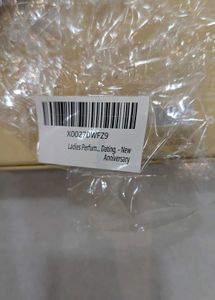 X0027DWFZ9
Ladies Perfum... Dating, - New
Anniversary